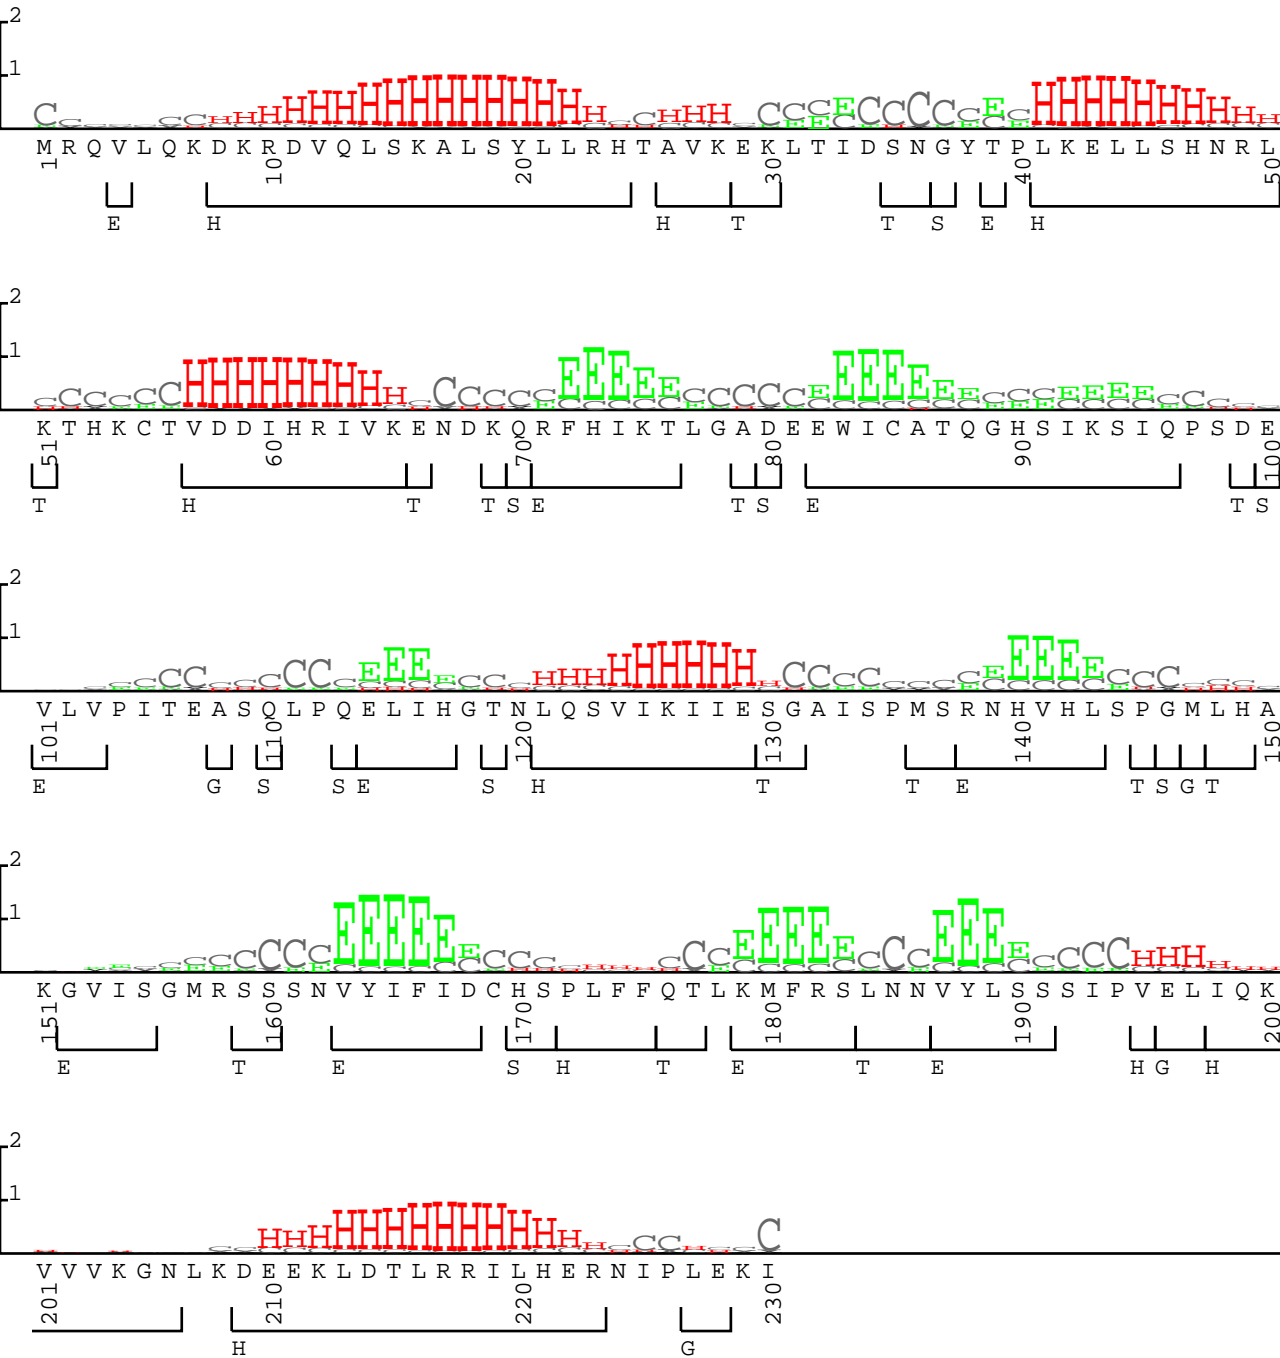 2
1
M R Q V L Q K D K R D V Q L S K A L S Y L L R H T A V K E K L T I D S N G Y T P L K E L L S H N R L
1 10 20 30 40 50
E H H T T S E H
2
1
K T H K C T V D D I H R I V K E N D K Q R F H I K T L G A D E E W I C A T Q G H S I K S I Q P S D E
51 60 70 80 90 100
T H T T S E T S E T S
2
1
V L V P I T E A S Q L P Q E L I H G T N L Q S V I K I I E S G A I S P M S R N H V H L S P G M L H A
101 110 120 130 140 150
E G S S E S H T T E T S G T
2
1
K G V I S G M R S S S N V Y I F I D C H S P L F F Q T L K M F R S L N N V Y L S S S I P V E L I Q K
151 160 170 180 190 200
E T E S H T E T E H G H
2
1
V V V K G N L K D E E K L D T L R R I L H E R N I P L E K I
201 210 220 230
H G